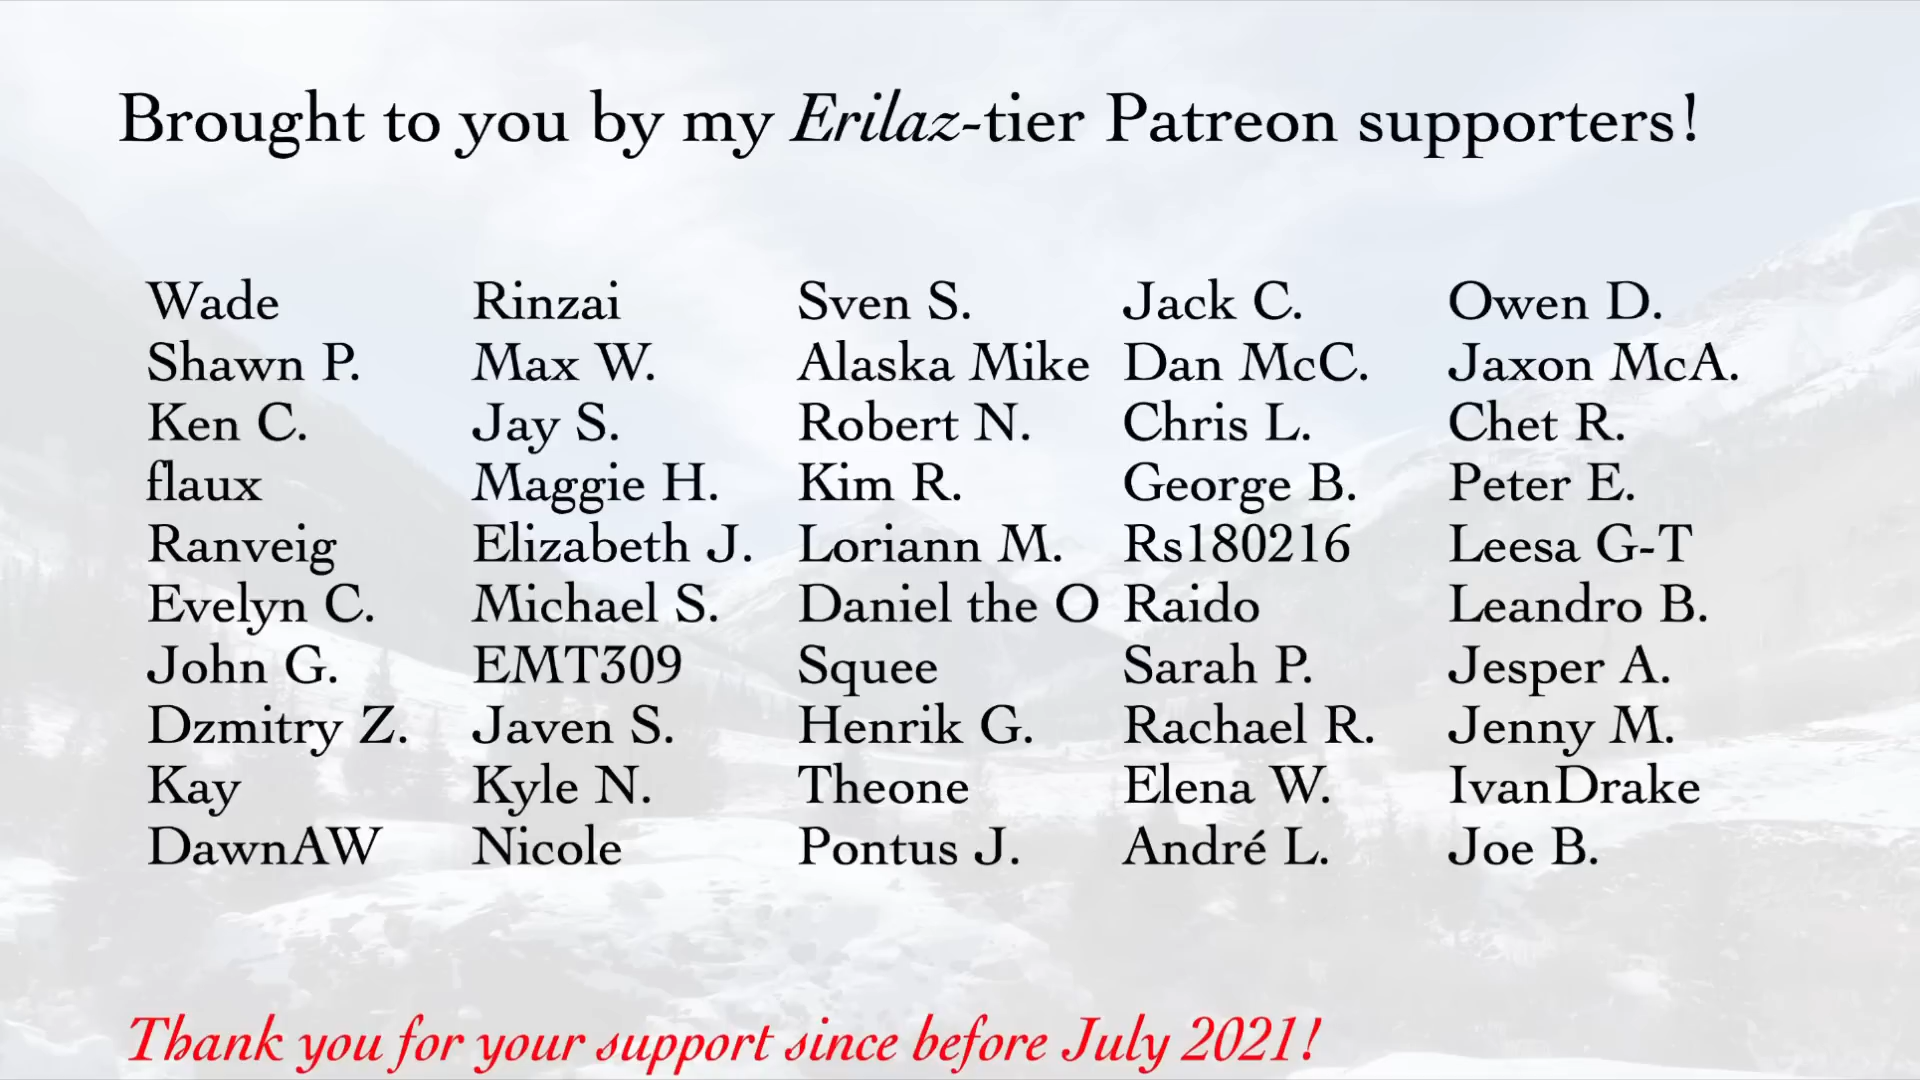 Brought to you by my Erilaz-tier Patreon supporters!
Wade Rinzai Sven S. Jack C. Owen D.
Shawn P. Max W. Alaska Mike Dan McC. Jaxon McA.
Ken C. Jay S. Robert N. Chris L. Chet R.
flaux Maggie H. Kim R. George B. Peter E.
Ranveig Elizabeth J. Loriann M. Rs180216 Leesa G-T
Evelyn C. Michael S. Daniel the O Raido Leandro B.
John G. EMT309 Squee Sarah P. Jesper A.
Dzmitry Z. Javen S. Henrik G. Rachael R. Jenny M.
Kay Kyle N. Theone Elena W. IvanDrake
DawnAW Nicole Pontus J. André L. Joe B.
Thank you for your support since before July 2021!